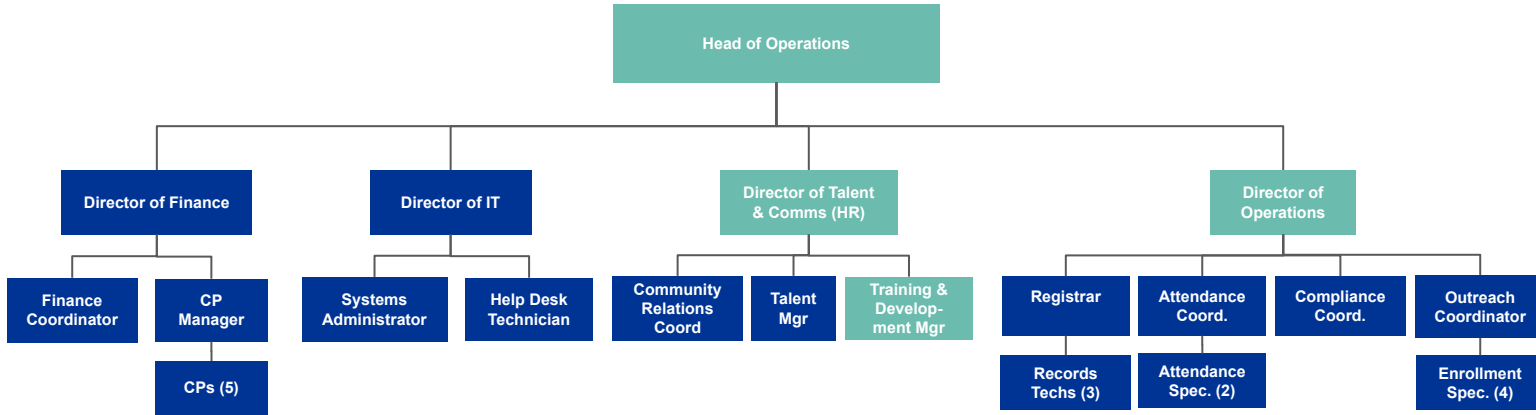 Head of Operations
Director of Finance
Director of IT
Director of Talent
& Comms (HR)
Director of
Operations
Finance
Coordinator
CP
Manager
Systems
Administrator
Help Desk
Technician
Community
Relations
Coord
Talent
Mgr
Training &
Develop-
ment Mgr
Registrar
Attendance
Coord.
Compliance
Coord.
Outreach
Coordinator
CPs (5)
Records
Techs (3)
Attendance
Spec. (2)
Enrollment
Spec. (4)